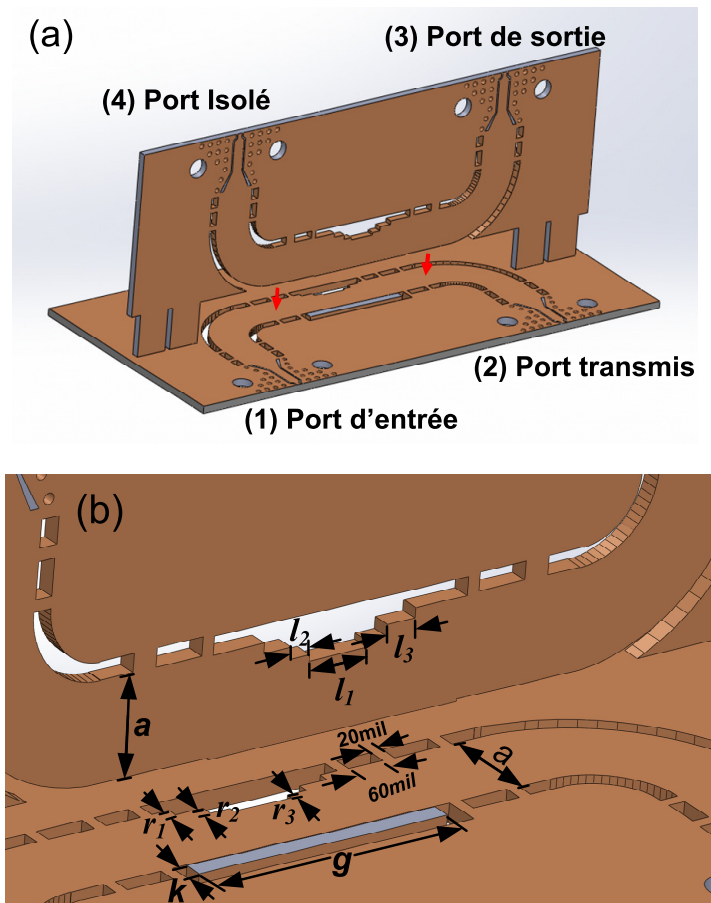 (a)
(3) Port de sortie
(4) Port Isolé
(2) Port transmis
(1) Port d’entrée
(b)
l2
l3
l1
a
20mil
a
60mil
r1
r2
r3
g
k